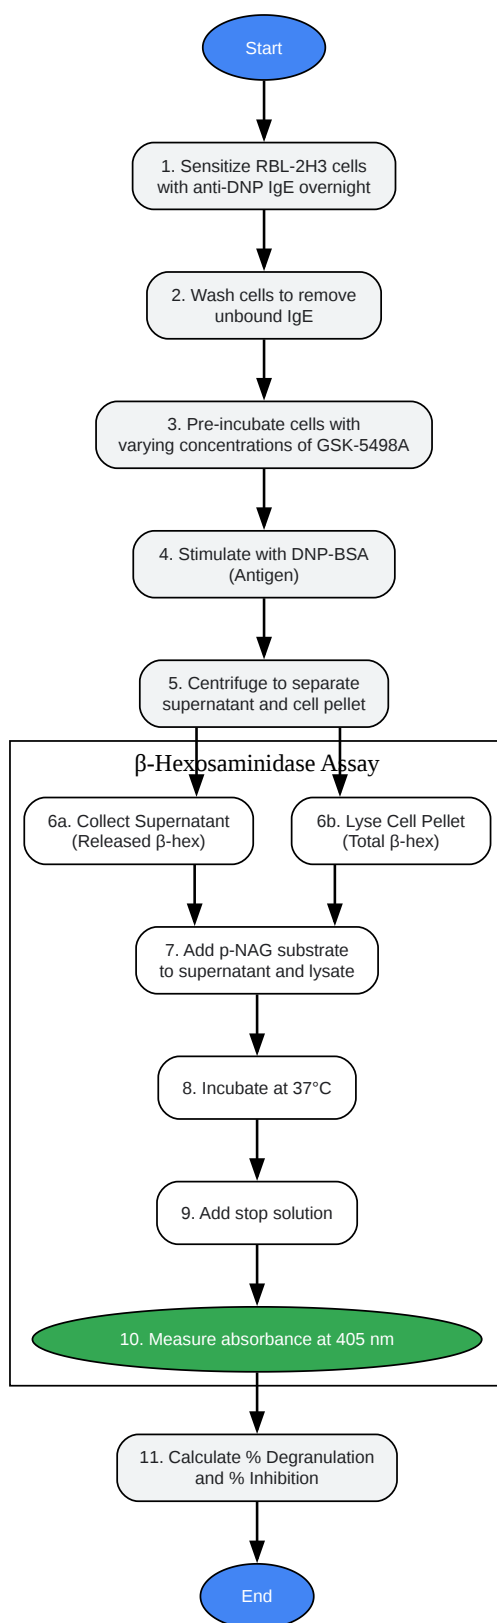 Start
1. Sensitize RBL-2H3 cells
with anti-DNP IgE overnight
2. Wash cells to remove
unbound IgE
3. Pre-incubate cells with
varying concentrations of GSK-5498A
4. Stimulate with DNP-BSA
(Antigen)
5. Centrifuge to separate
supernatant and cell pellet
β-Hexosaminidase Assay
6a. Collect Supernatant
(Released β-hex)
6b. Lyse Cell Pellet
(Total β-hex)
7. Add p-NAG substrate
to supernatant and lysate
8. Incubate at 37°C
9. Add stop solution
10. Measure absorbance at 405 nm
11. Calculate % Degranulation
and % Inhibition
End